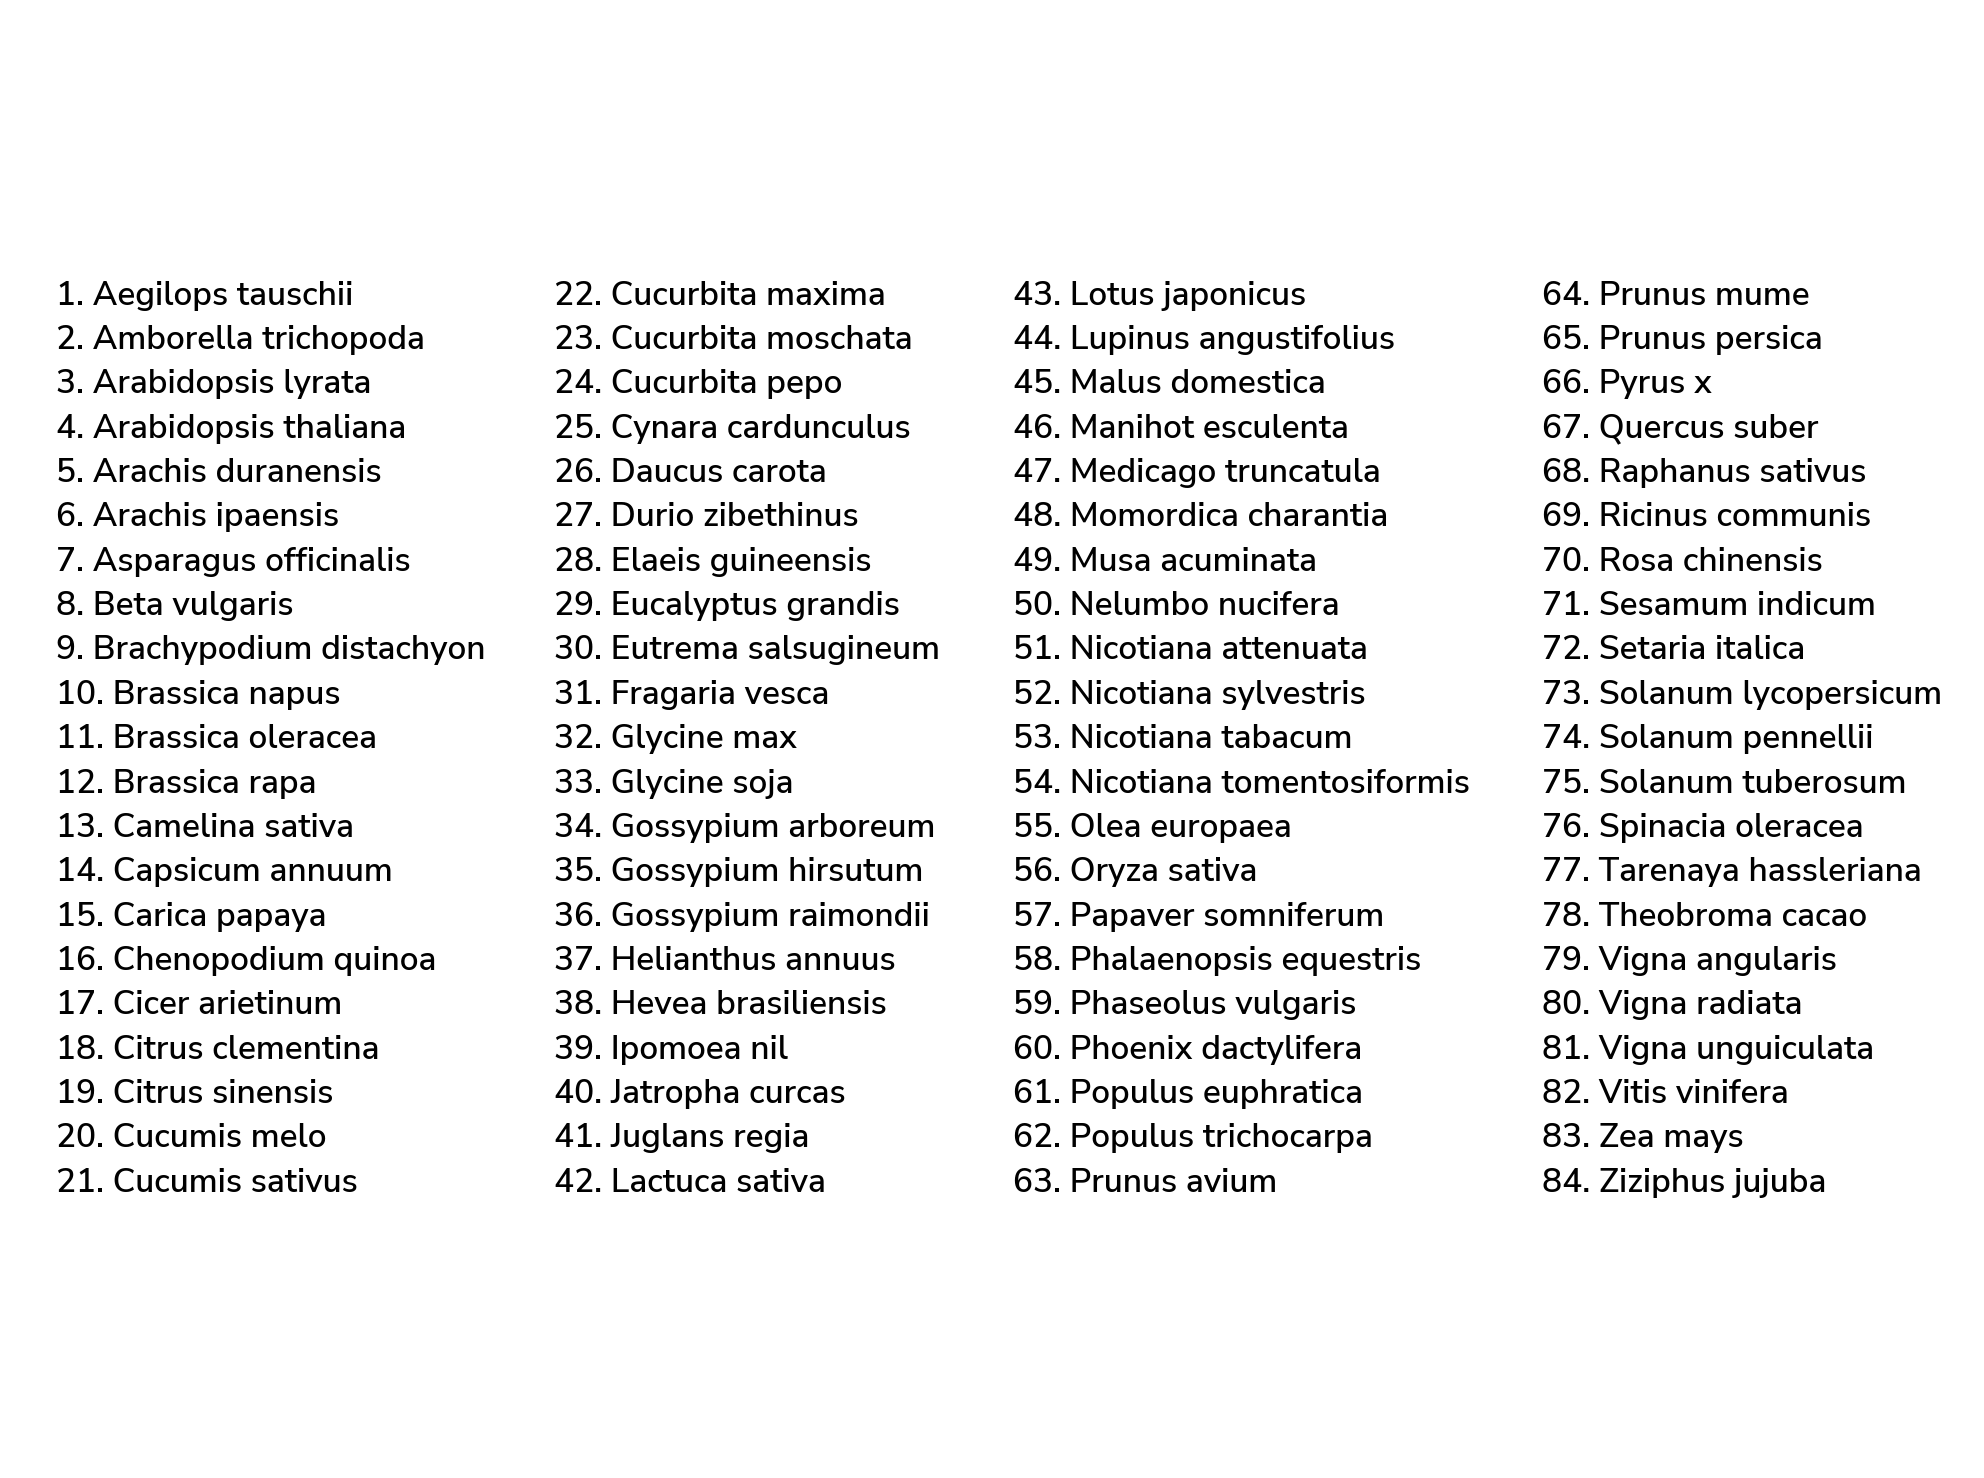 1. Aegilops tauschii
2. Amborella trichopoda
3. Arabidopsis lyrata
4. Arabidopsis thaliana
5. Arachis duranensis
6. Arachis ipaensis
7. Asparagus officinalis
8. Beta vulgaris
9. Brachypodium distachyon
10. Brassica napus
11. Brassica oleracea
12. Brassica rapa
13. Camelina sativa
14. Capsicum annuum
15. Carica papaya
16. Chenopodium quinoa
17. Cicer arietinum
18. Citrus clementina
19. Citrus sinensis
20. Cucumis melo
21. Cucumis sativus
22. Cucurbita maxima
23. Cucurbita moschata
24. Cucurbita pepo
25. Cynara cardunculus
26. Daucus carota
27. Durio zibethinus
28. Elaeis guineensis
29. Eucalyptus grandis
30. Eutrema salsugineum
31. Fragaria vesca
32. Glycine max
33. Glycine soja
34. Gossypium arboreum
35. Gossypium hirsutum
36. Gossypium raimondii
37. Helianthus annuus
38. Hevea brasiliensis
39. Ipomoea nil
40. Jatropha curcas
41. Juglans regia
42. Lactuca sativa
43. Lotus japonicus
44. Lupinus angustifolius
45. Malus domestica
46. Manihot esculenta
47. Medicago truncatula
48. Momordica charantia
49. Musa acuminata
50. Nelumbo nucifera
51. Nicotiana attenuata
52. Nicotiana sylvestris
53. Nicotiana tabacum
54. Nicotiana tomentosiformis
55. Olea europaea
56. Oryza sativa
57. Papaver somniferum
58. Phalaenopsis equestris
59. Phaseolus vulgaris
60. Phoenix dactylifera
61. Populus euphratica
62. Populus trichocarpa
63. Prunus avium
64. Prunus mume
65. Prunus persica
66. Pyrus x
67. Quercus suber
68. Raphanus sativus
69. Ricinus communis
70. Rosa chinensis
71. Sesamum indicum
72. Setaria italica
73. Solanum lycopersicum
74. Solanum pennellii
75. Solanum tuberosum
76. Spinacia oleracea
77. Tarenaya hassleriana
78. Theobroma cacao
79. Vigna angularis
80. Vigna radiata
81. Vigna unguiculata
82. Vitis vinifera
83. Zea mays
84. Ziziphus jujuba